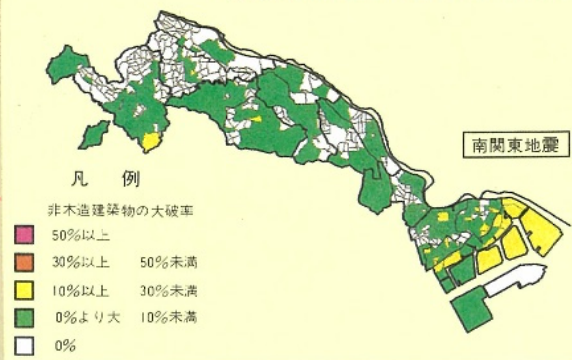 南関東地震
凡 例
非木造建築物の大破率
50%以上
30%以上 50%未満
10%以上 30%未満
0%より大 10%未満
0%